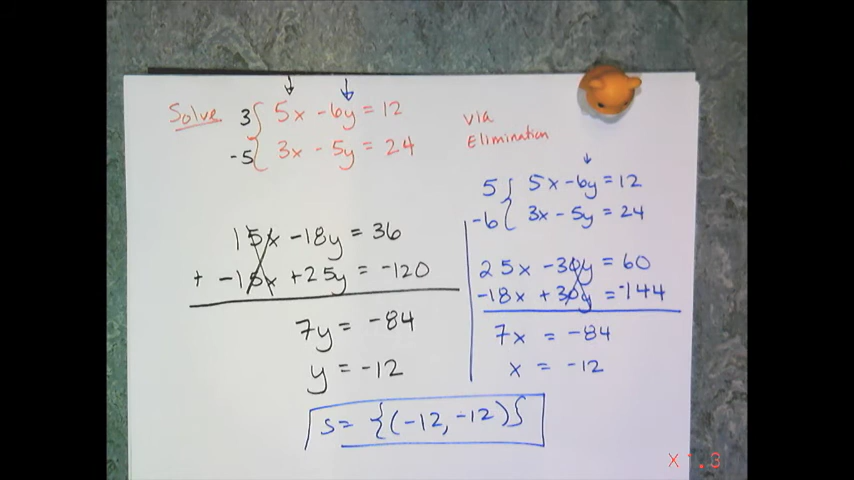 Solve 3 { 5x - 6y = 12
-5 { 3x - 5y = 24
via
Elimination
15x - 18y = 36
+ -15x + 25y = -120
7y = -84
y = -12
5 { 5x - 6y = 12
-6 { 3x - 5y = 24
25x - 30y = 60
-18x + 30y = -144
7x = -84
x = -12
S = {(-12, -12)}
X1.3